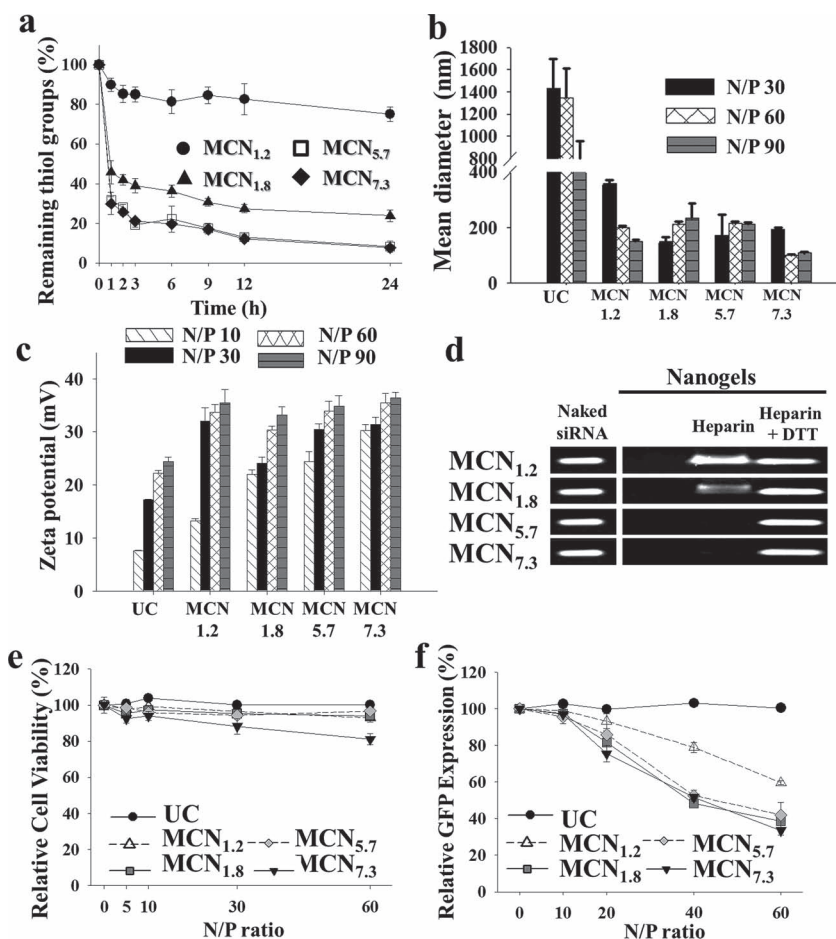 a
Remaining thiol groups (%)
100
80
60
40
20
0
MCN1.2
MCN5.7
MCN1.8
MCN7.3
0 1 2 3 6 9 12 24
Time (h)
b
Mean diameter (nm)
1800
1600
1400
1200
1000
800
400
200
0
N/P 30
N/P 60
N/P 90
UC
MCN 1.2
MCN 1.8
MCN 5.7
MCN 7.3
c
N/P 10
N/P 60
N/P 30
N/P 90
Zeta potential (mV)
40
30
20
10
0
UC
MCN 1.2
MCN 1.8
MCN 5.7
MCN 7.3
d
Nanogels
Naked siRNA
Heparin
Heparin + DTT
MCN1.2
MCN1.8
MCN5.7
MCN7.3
e
Relative Cell Viability (%)
120
100
80
60
40
20
0
UC
MCN1.2
MCN5.7
MCN1.8
MCN7.3
0 5 10 30 60
N/P ratio
f
Relative GFP Expression (%)
120
100
80
60
40
20
0
UC
MCN1.2
MCN5.7
MCN1.8
MCN7.3
0 10 20 40 60
N/P ratio